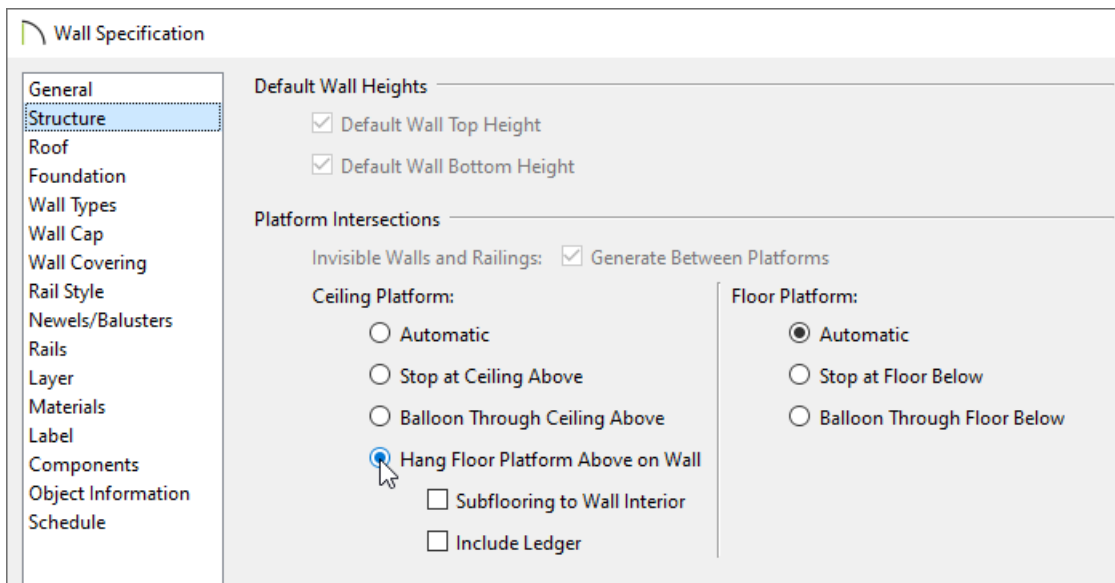 Wall Specification
General
Structure
Roof
Foundation
Wall Types
Wall Cap
Wall Covering
Rail Style
Newels/Balusters
Rails
Layer
Materials
Label
Components
Object Information
Schedule
Default Wall Heights
Default Wall Top Height
Default Wall Bottom Height
Platform Intersections
Invisible Walls and Railings: Generate Between Platforms
Ceiling Platform:
Automatic
Stop at Ceiling Above
Balloon Through Ceiling Above
Hang Floor Platform Above on Wall
Subflooring to Wall Interior
Include Ledger
Floor Platform:
Automatic
Stop at Floor Below
Balloon Through Floor Below